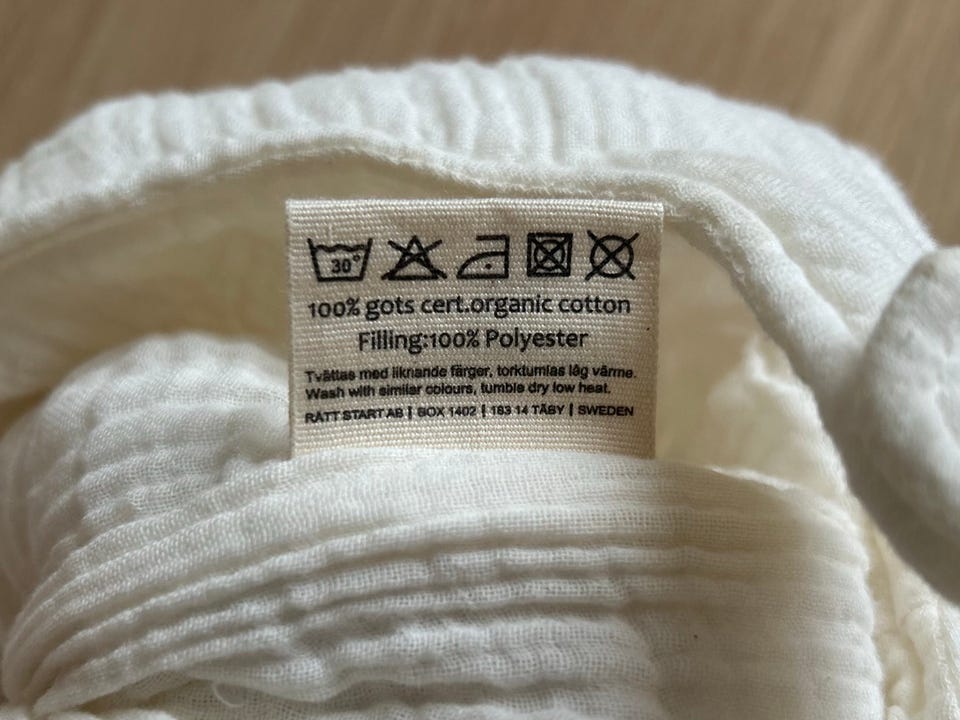 30°
100% gots cert.organic cotton
Filling:100% Polyester
Tvättas med liknande färger, torktumlas låg värme.
Wash with similar colours, tumble dry low heat.
RÄTT START AB | BOX 1402 | 183 14 TÄBY | SWEDEN